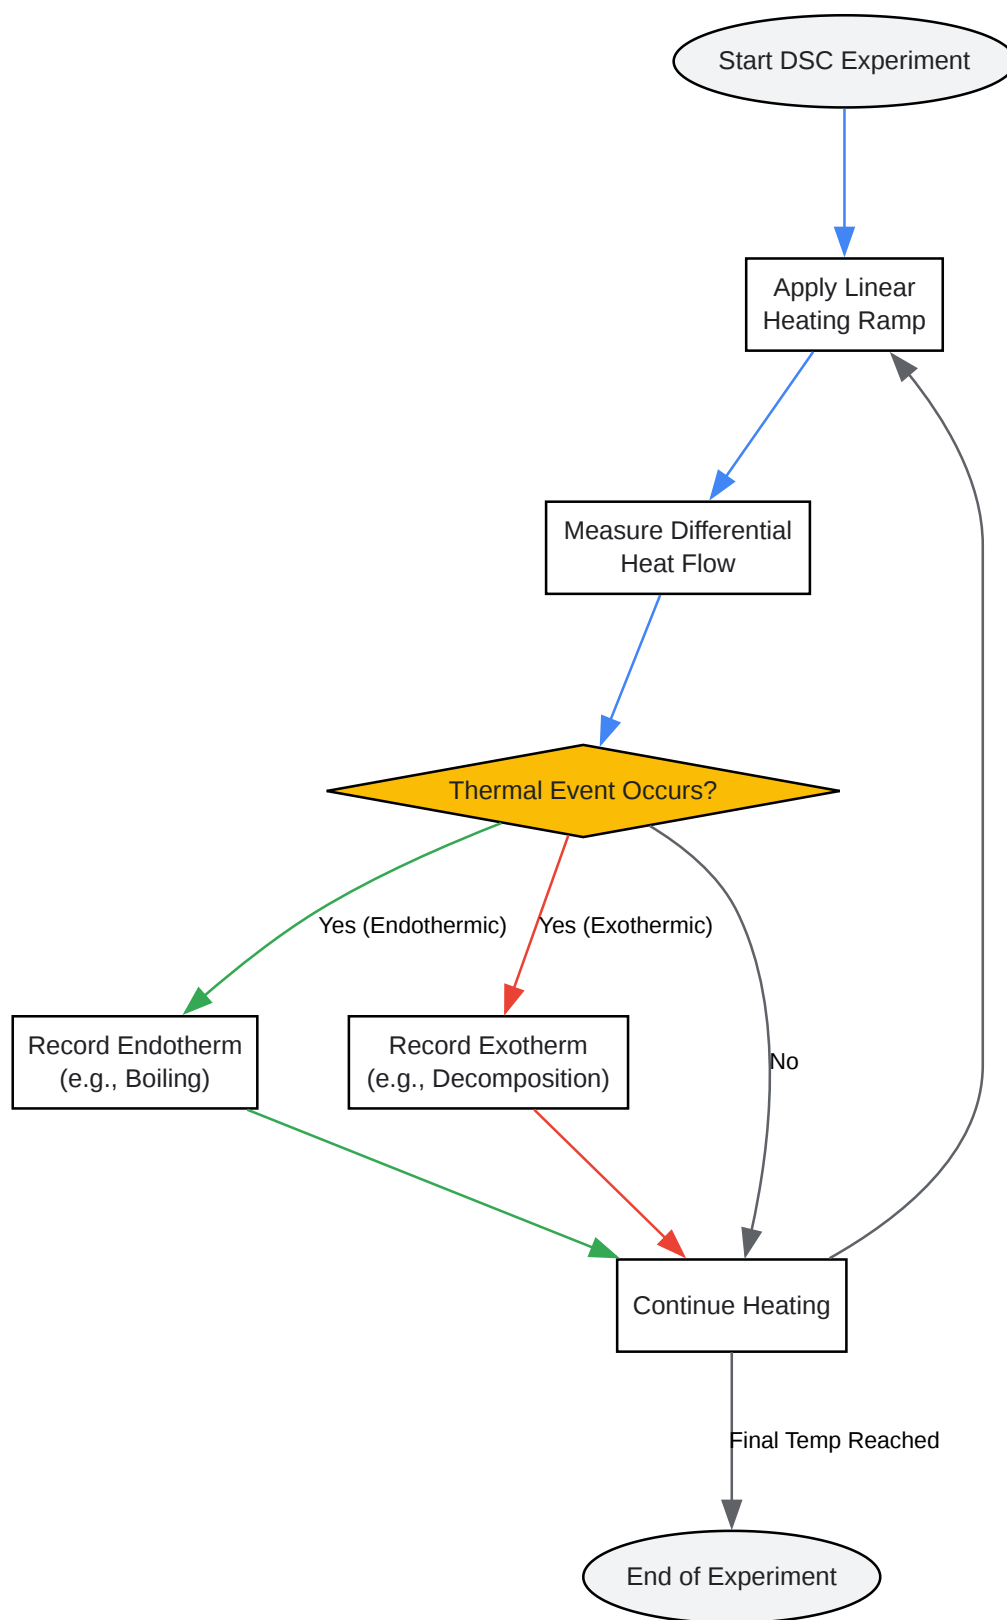 Start DSC Experiment
Apply Linear
Heating Ramp
Measure Differential
Heat Flow
Thermal Event Occurs?
Yes (Endothermic)
Yes (Exothermic)
Record Endotherm
(e.g., Boiling)
Record Exotherm
(e.g., Decomposition)
No
Continue Heating
Final Temp Reached
End of Experiment